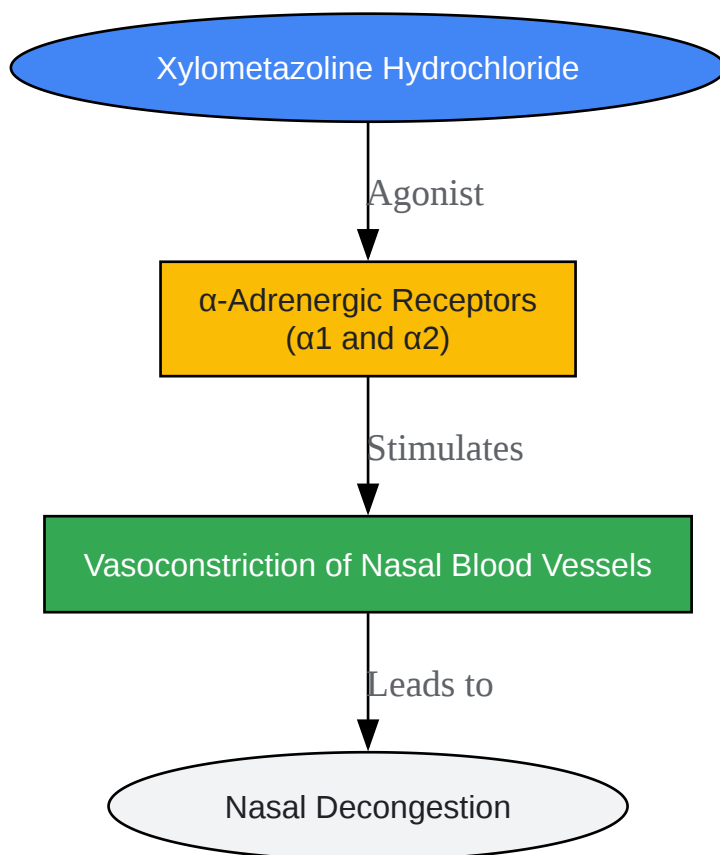 Xylometazoline Hydrochloride
Agonist
α-Adrenergic Receptors
(α1 and α2)
Stimulates
Vasoconstriction of Nasal Blood Vessels
Leads to
Nasal Decongestion